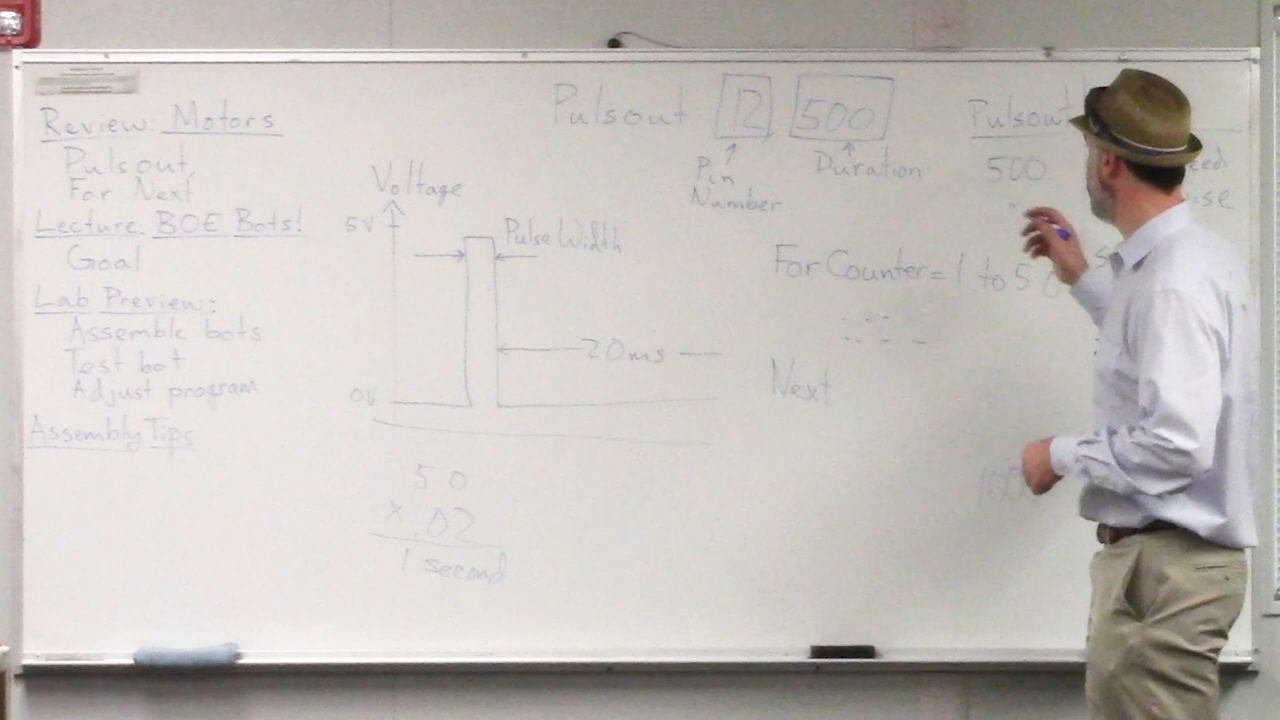 Review: Motors
Pulsout
For Next
Lecture: BOE Bots!
Goal
Lab Preview:
Assemble bots
Test bot
Adjust program
Assembly Tips
Voltage
5V
Pulse Width
20ms
0V
50
x .02
1 second
Pulsout 12 500
Pin
Number
Duration
For Counter = 1 to 50
Next
Pulsout
500